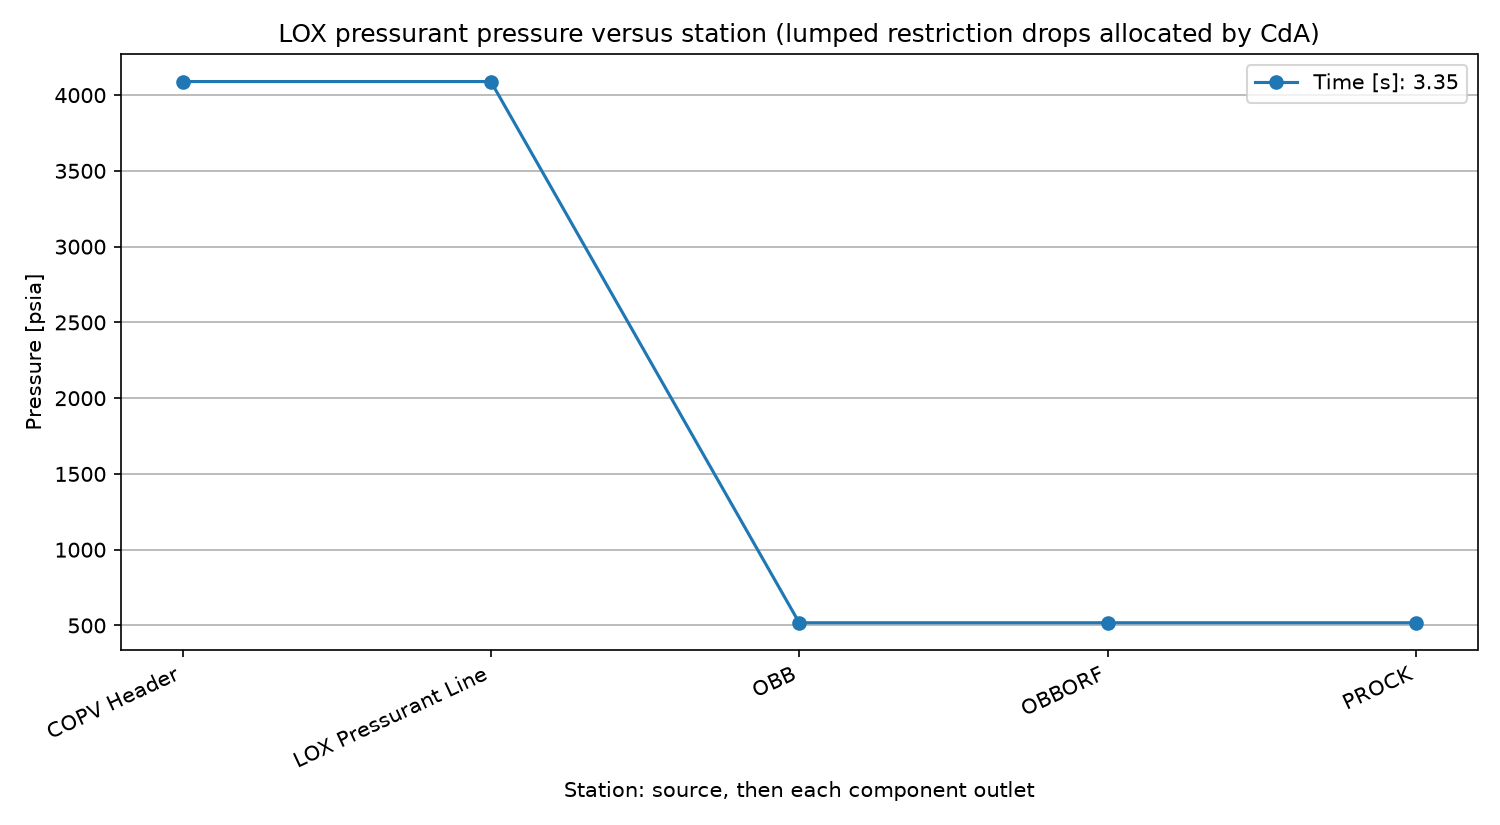 LOX pressurant pressure versus station (lumped restriction drops allocated by CdA)
Time [s]: 3.35
Pressure [psia]
4000
3500
3000
2500
2000
1500
1000
500
COPV Header
LOX Pressurant Line
OBB
OBBORF
PROCK
Station: source, then each component outlet